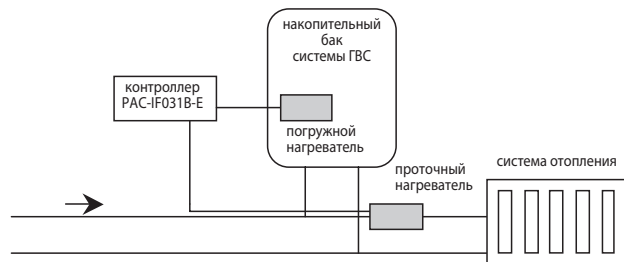 накопительный
бак
системы ГВС
контроллер
PAC-IF031B-E
погружной
нагреватель
проточный
нагреватель
система отопления